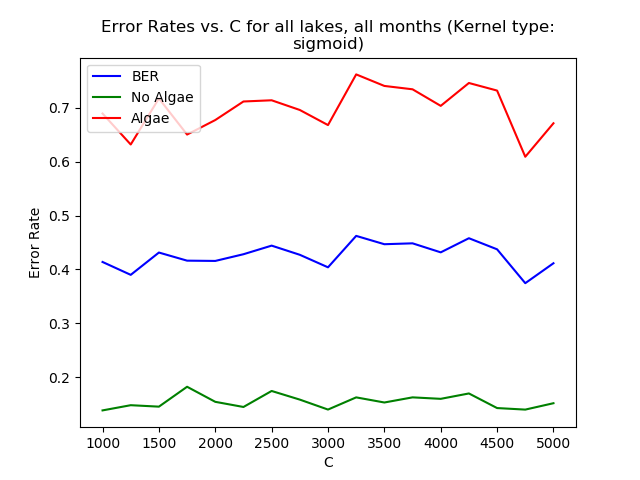 Error Rates vs. C for all lakes, all months (Kernel type:
sigmoid)
BER
No Algae
Algae
0.7
0.6
0.5
0.4
0.3
0.2
Error Rate
1000 1500 2000 2500 3000 3500 4000 4500 5000
C